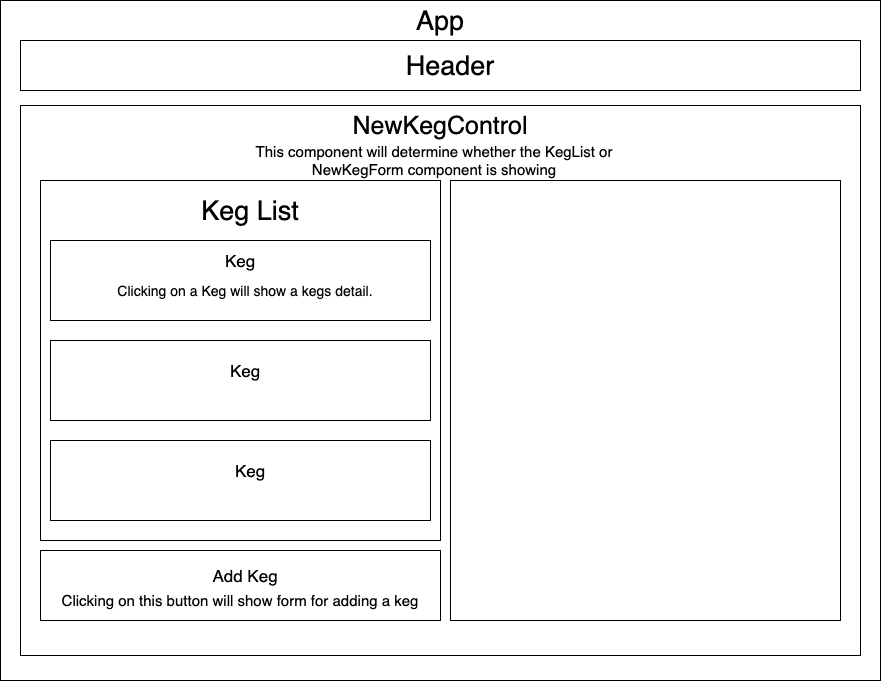 App
Header
NewKegControl
This component will determine whether the KegList or
NewKegForm component is showing
Keg List
Keg
Clicking on a Keg will show a kegs detail.
Keg
Keg
Add Keg
Clicking on this button will show form for adding a keg